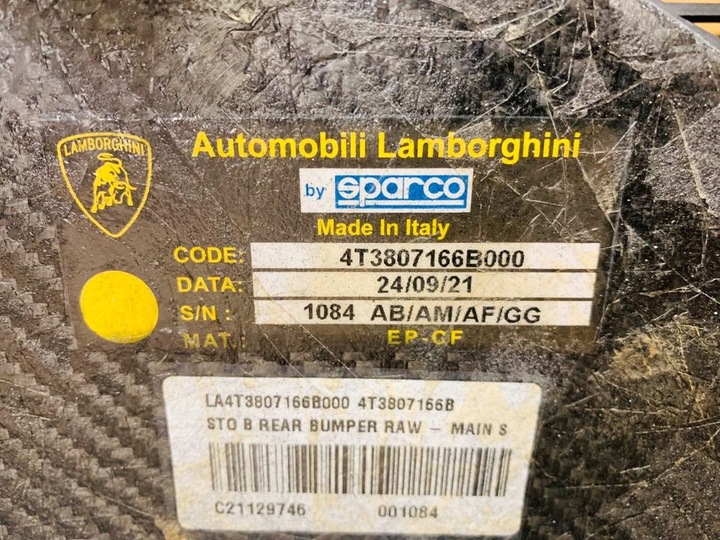 LAMBORGHINI
Automobili Lamborghini
by sparco
Made In Italy
CODE: 4T3807166B000
DATA: 24/09/21
S/N : 1084 AB/AM/AF/GG
MAT.: EP-CF
LA4T3807166B000 4T3807166B
STO B REAR BUMPER RAW – MAIN S
C21129746 001084